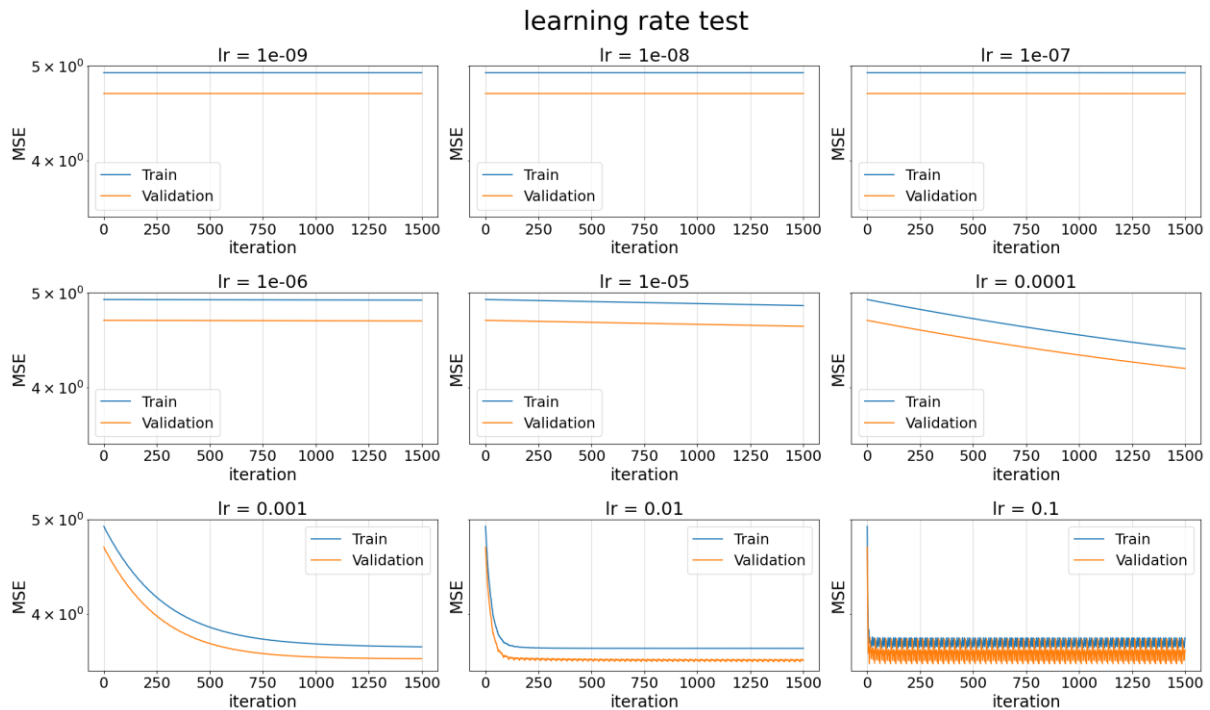 learning rate test
lr = 1e-09
lr = 1e-08
lr = 1e-07
5 × 10⁰
4 × 10⁰
MSE
Train
Validation
0 250 500 750 1000 1250 1500
iteration
MSE
Train
Validation
0 250 500 750 1000 1250 1500
iteration
MSE
Train
Validation
0 250 500 750 1000 1250 1500
iteration
lr = 1e-06
lr = 1e-05
lr = 0.0001
5 × 10⁰
4 × 10⁰
MSE
Train
Validation
0 250 500 750 1000 1250 1500
iteration
MSE
Train
Validation
0 250 500 750 1000 1250 1500
iteration
MSE
Train
Validation
0 250 500 750 1000 1250 1500
iteration
lr = 0.001
lr = 0.01
lr = 0.1
5 × 10⁰
4 × 10⁰
MSE
Train
Validation
0 250 500 750 1000 1250 1500
iteration
MSE
Train
Validation
0 250 500 750 1000 1250 1500
iteration
MSE
Train
Validation
0 250 500 750 1000 1250 1500
iteration